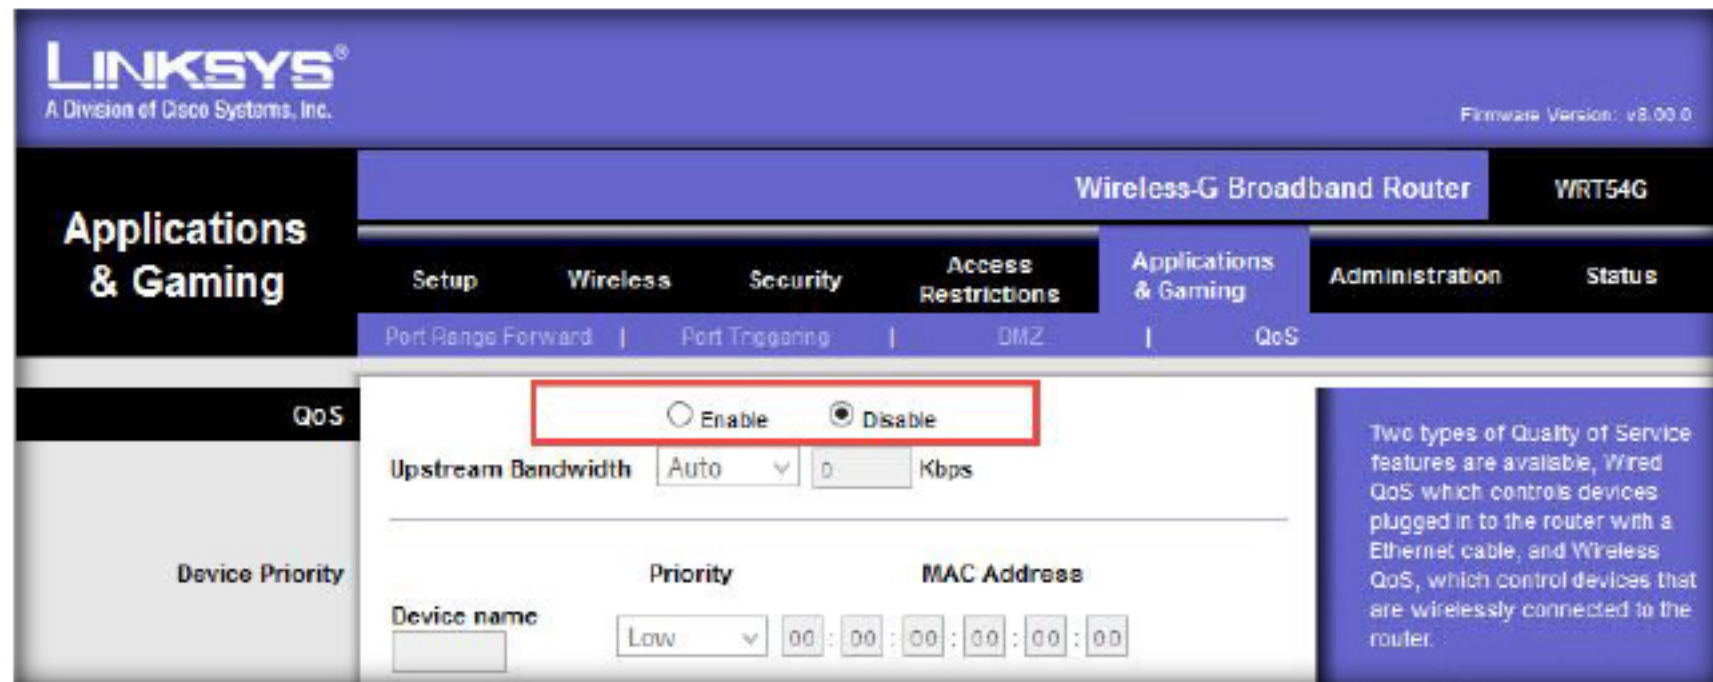 LINKSYS®
A Division of Cisco Systems, Inc.
Firmware Version: v8.00.0
Wireless-G Broadband Router
WRT54G
Applications
& Gaming
Setup
Wireless
Security
Access
Restrictions
Applications
& Gaming
Administration
Status
Port Range Forward | Port Triggering | DMZ | QoS
QoS
Enable Disable
Upstream Bandwidth Auto 0 Kbps
Device Priority
Priority MAC Address
Device name
Low 00 : 00 : 00 : 00 : 00 : 00
Two types of Quality of Service
features are available, Wired
QoS which controls devices
plugged in to the router with a
Ethernet cable, and Wireless
QoS, which control devices that
are wirelessly connected to the
router.